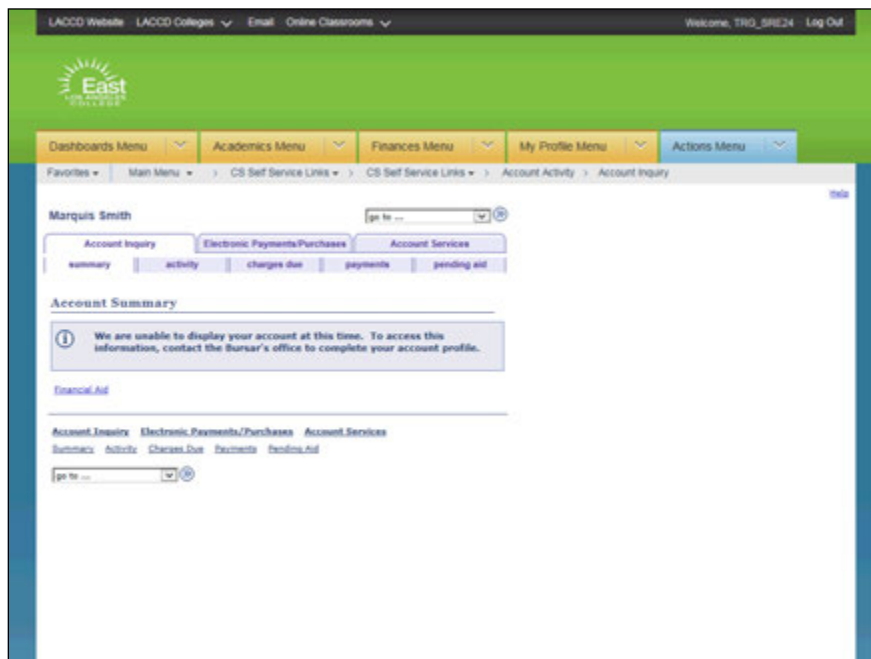 LACCD Website LACCD Colleges Email Online Classrooms Welcome, TRG_SRE24 Log Out
East
LOS ANGELES
COLLEGE
Dashboards Menu Academics Menu Finances Menu My Profile Menu Actions Menu
Favorites Main Menu > CS Self Service Links > CS Self Service Links > Account Activity > Account Inquiry
Help
Marquis Smith go to ...
Account Inquiry Electronic Payments/Purchases Account Services
summary activity charges due payments pending aid
Account Summary
We are unable to display your account at this time. To access this
information, contact the Bursar's office to complete your account profile.
Financial Aid
Account Inquiry Electronic Payments/Purchases Account Services
Summary Activity Charges Due Payments Pending Aid
go to ...